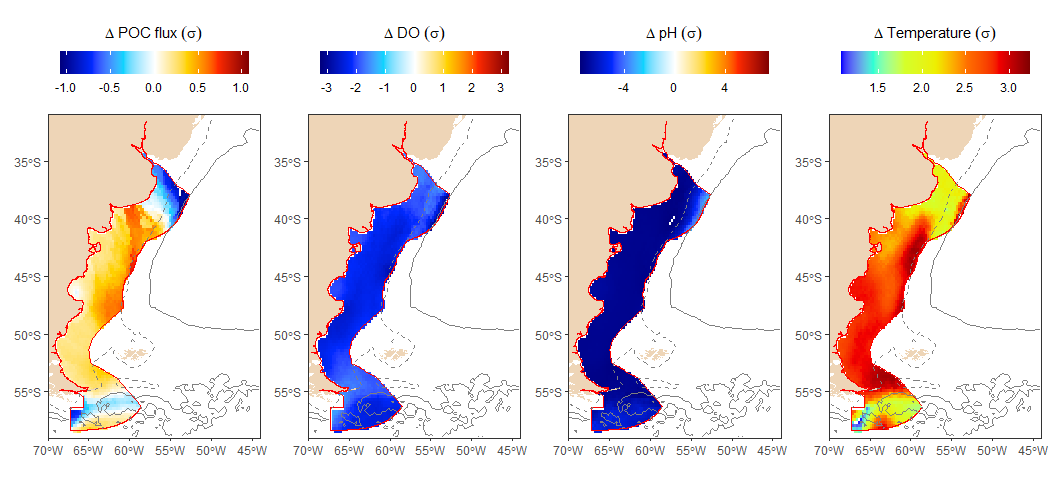 Δ POC flux (σ)
-1.0 -0.5 0.0 0.5 1.0
Δ DO (σ)
-3 -2 -1 0 1 2 3
Δ pH (σ)
-4 0 4
Δ Temperature (σ)
1.5 2.0 2.5 3.0
35°S
40°S
45°S
50°S
55°S
70°W 65°W 60°W 55°W 50°W 45°W
35°S
40°S
45°S
50°S
55°S
70°W 65°W 60°W 55°W 50°W 45°W
35°S
40°S
45°S
50°S
55°S
70°W 65°W 60°W 55°W 50°W 45°W
35°S
40°S
45°S
50°S
55°S
70°W 65°W 60°W 55°W 50°W 45°W